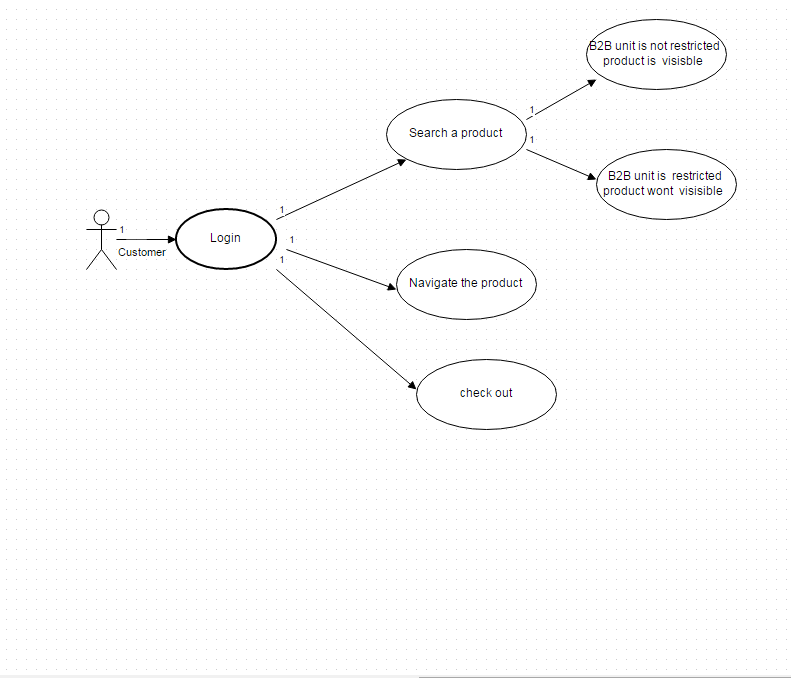 B2B unit is not restricted
product is visisble
1
Search a product
1
B2B unit is restricted
product wont visisible
1
1
Login
1
Customer
1
Navigate the product
check out